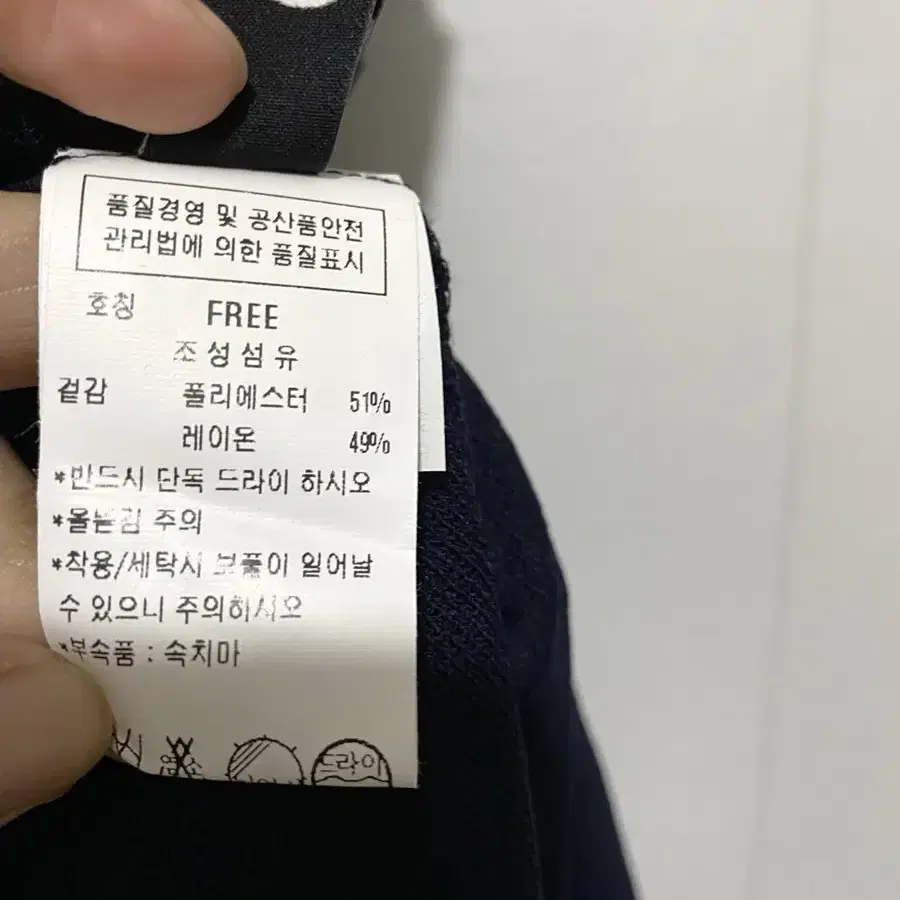 품질경영 및 공산품안전
관리법에 의한 품질표시
호칭 FREE
조성섬유
겉감 폴리에스터 51%
레이온 49%
*반드시 단독 드라이 하시오
*올뜯김 주의
*착용/세탁시 보풀이 일어날
수 있으니 주의하시오
*부속품 : 속치마
드라이